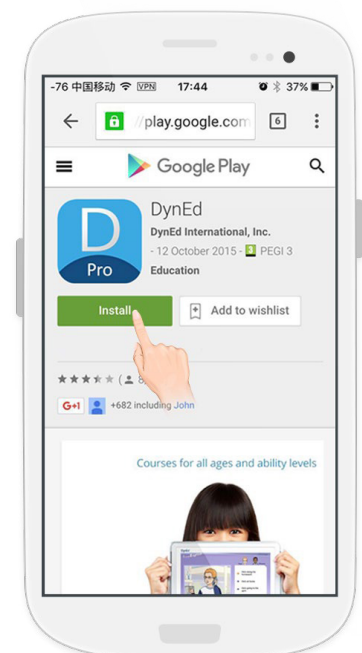 -76 中国移动 VPN 17:44 37%
//play.google.com 6
Google Play
D
Pro
DynEd
DynEd International, Inc.
- 12 October 2015 - 3 PEGI 3
Education
Install
Add to wishlist
G+1 +682 including John
Courses for all ages and ability levels